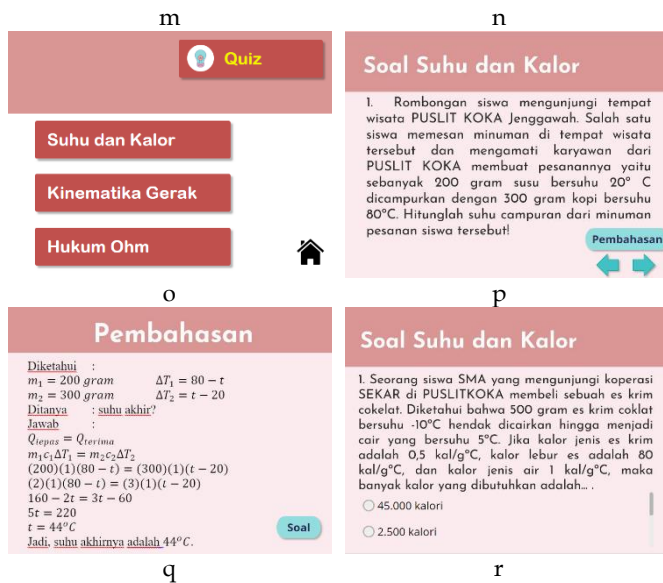 m
n
Quiz
Suhu dan Kalor
Kinematika Gerak
Hukum Ohm
Soal Suhu dan Kalor
1. Rombongan siswa mengunjungi tempat
wisata PUSLIT KOKA Jenggawah. Salah satu
siswa memesan minuman di tempat wisata
tersebut dan mengamati karyawan dari
PUSLIT KOKA membuat pesanannya yaitu
sebanyak 200 gram susu bersuhu 20° C
dicampurkan dengan 300 gram kopi bersuhu
80°C. Hitunglah suhu campuran dari minuman
pesanan siswa tersebut!
Pembahasan
o
p
Pembahasan
Diketahui :
m₁ = 200 gram ΔT₁ = 80 − t
m₂ = 300 gram ΔT₂ = t − 20
Ditanya : suhu akhir?
Jawab :
Qlepas = Qterima
m₁c₁ΔT₁ = m₂c₂ΔT₂
(200)(1)(80 − t) = (300)(1)(t − 20)
(2)(1)(80 − t) = (3)(1)(t − 20)
160 − 2t = 3t − 60
5t = 220
t = 44°C
Jadi, suhu akhirnya adalah 44°C.
Soal
Soal Suhu dan Kalor
1. Seorang siswa SMA yang mengunjungi koperasi
SEKAR di PUSLITKOKA membeli sebuah es krim
cokelat. Diketahui bahwa 500 gram es krim coklat
bersuhu -10°C hendak dicairkan hingga menjadi
cair yang bersuhu 5°C. Jika kalor jenis es krim
adalah 0,5 kal/g°C, kalor lebur es adalah 80
kal/g°C, dan kalor jenis air 1 kal/g°C, maka
banyak kalor yang dibutuhkan adalah... .
45.000 kalori
2.500 kalori
q
r